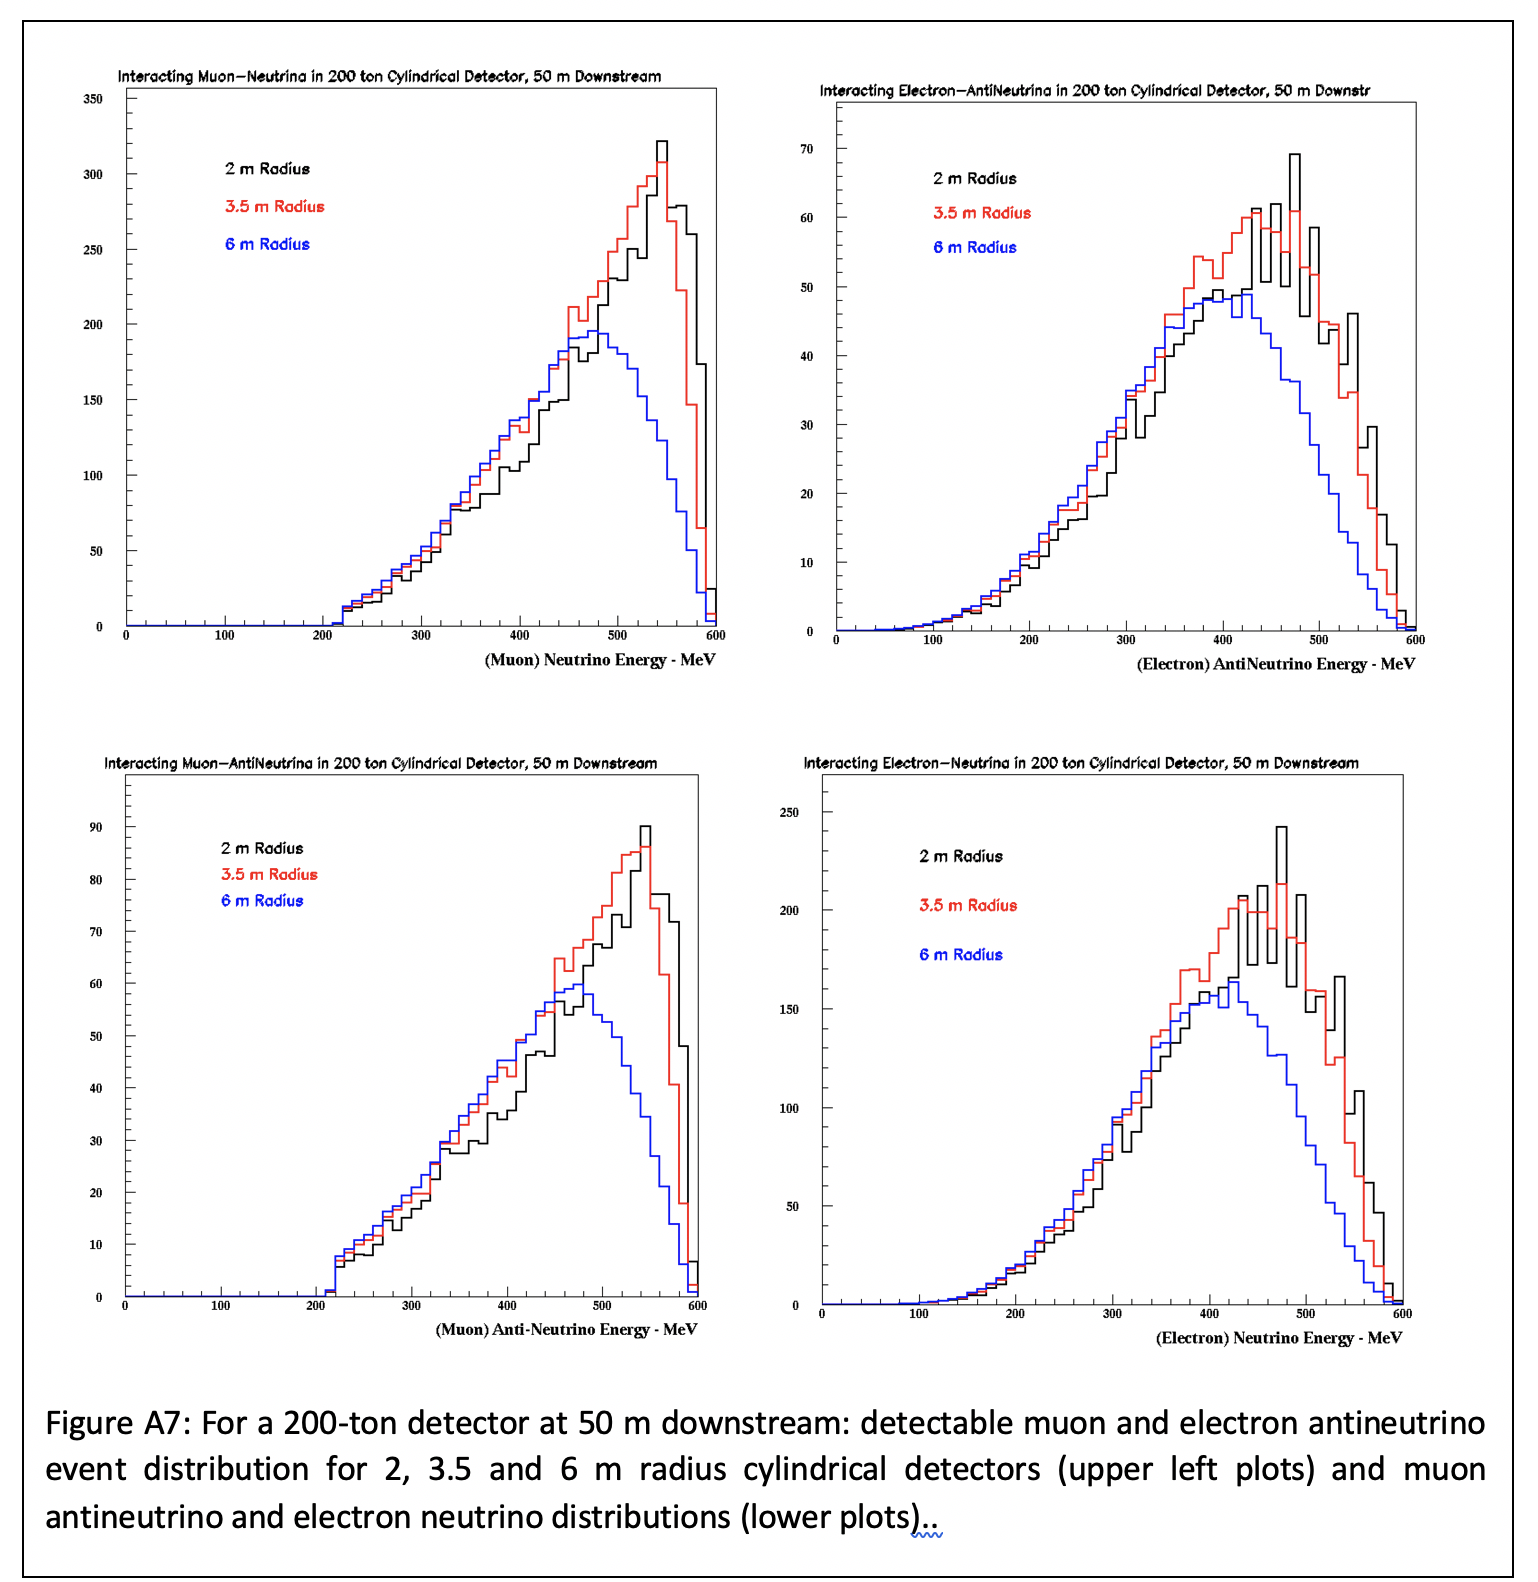 Interacting Muon-Neutrina in 200 ton Cylindrical Detector, 50 m Downstream
350
300
250
200
150
100
50
0
2 m Radius
3.5 m Radius
6 m Radius
0 100 200 300 400 500 600
(Muon) Neutrino Energy - MeV
Interacting Electron-AntiNeutrina in 200 ton Cylindrical Detector, 50 m Downstr
70
60
50
40
30
20
10
0
2 m Radius
3.5 m Radius
6 m Radius
0 100 200 300 400 500 600
(Electron) AntiNeutrino Energy - MeV
Interacting Muon-AntiNeutrina in 200 ton Cylindrical Detector, 50 m Downstream
90
80
70
60
50
40
30
20
10
0
2 m Radius
3.5 m Radius
6 m Radius
0 100 200 300 400 500 600
(Muon) Anti-Neutrino Energy - MeV
Interacting Electron-Neutrina in 200 ton Cylindrical Detector, 50 m Downstream
250
200
150
100
50
0
2 m Radius
3.5 m Radius
6 m Radius
0 100 200 300 400 500 600
(Electron) Neutrino Energy - MeV
Figure A7: For a 200-ton detector at 50 m downstream: detectable muon and electron antineutrino
event distribution for 2, 3.5 and 6 m radius cylindrical detectors (upper left plots) and muon
antineutrino and electron neutrino distributions (lower plots)..